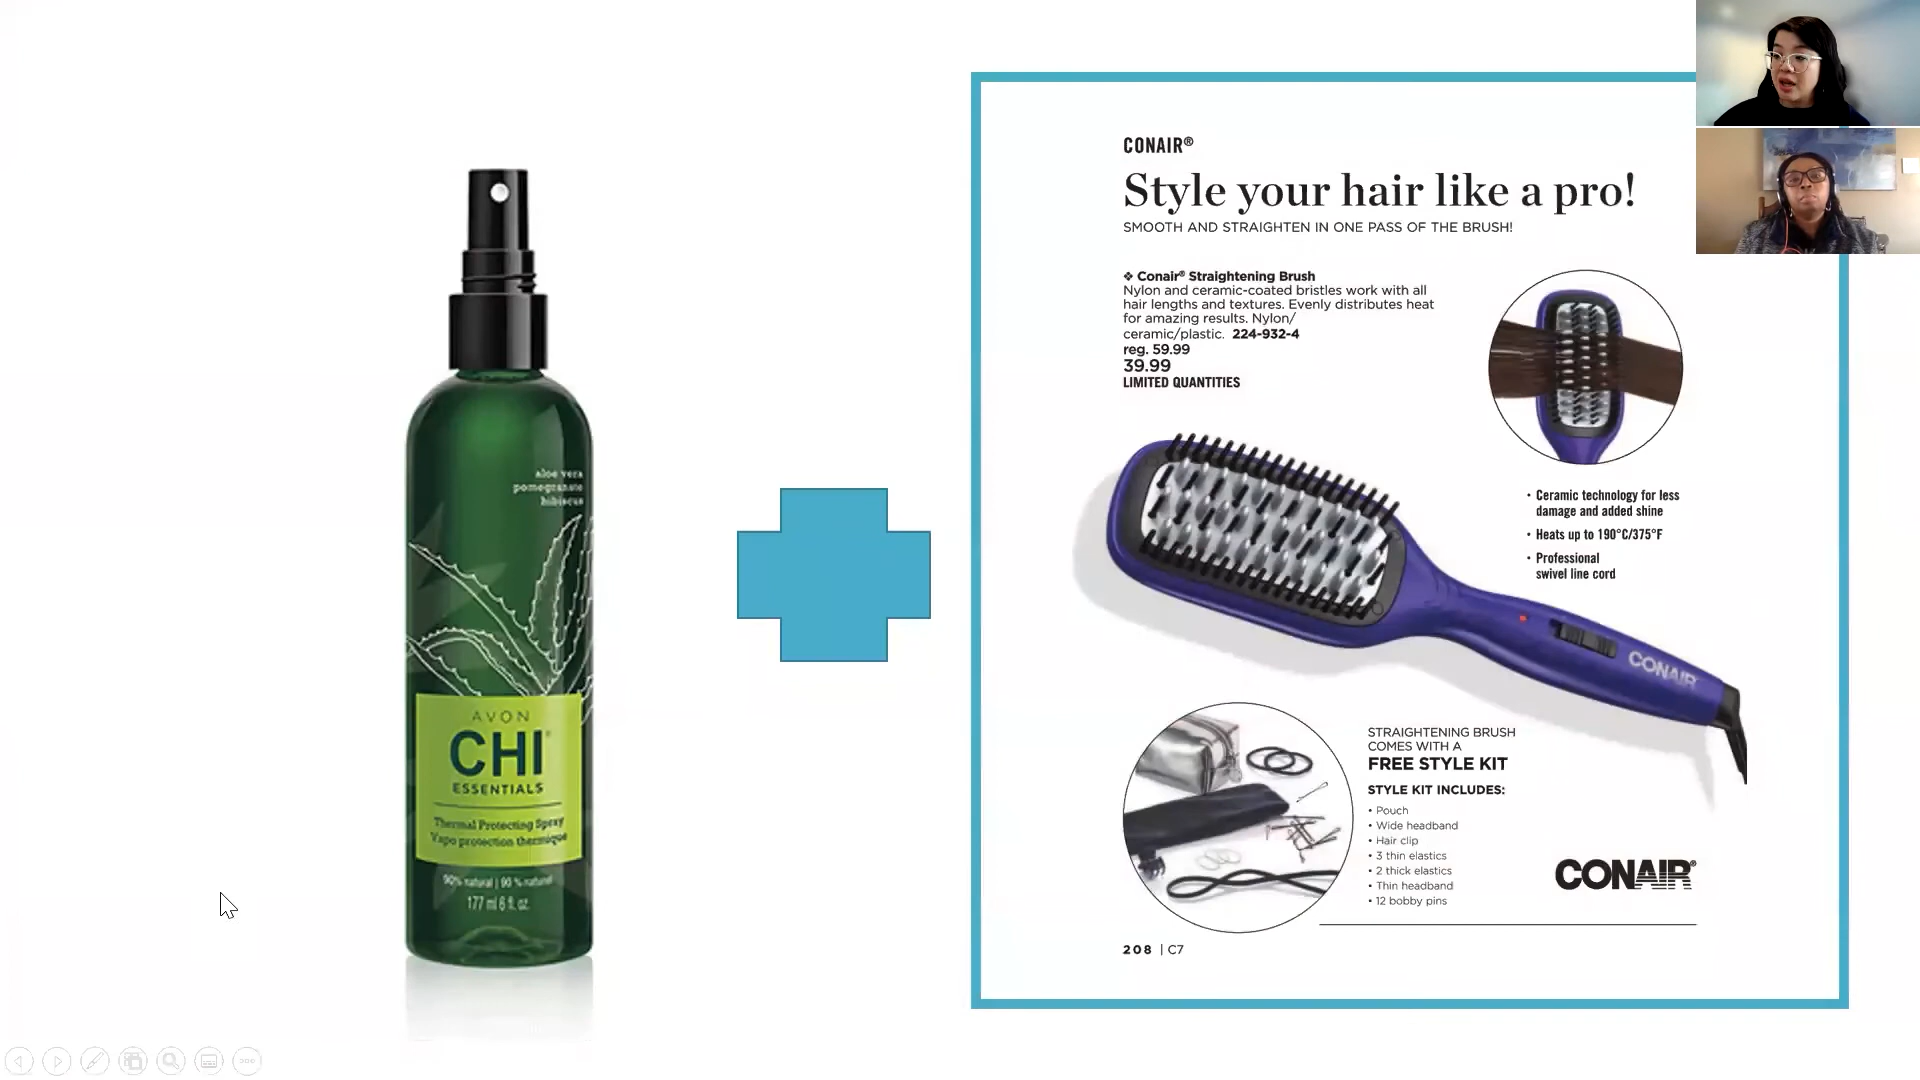 aloe vera
pomegranate
hibiscus
AVON
CHI
ESSENTIALS
Thermal Protecting Spray
Vapo protection thermique
90% natural | 90 % naturel
177 ml 6 fl. oz.
CONAIR®
Style your hair like a pro!
SMOOTH AND STRAIGHTEN IN ONE PASS OF THE BRUSH!
❖ Conair® Straightening Brush
Nylon and ceramic-coated bristles work with all
hair lengths and textures. Evenly distributes heat
for amazing results. Nylon/
ceramic/plastic. 224-932-4
reg. 59.99
39.99
LIMITED QUANTITIES
• Ceramic technology for less
damage and added shine
• Heats up to 190°C/375°F
• Professional
swivel line cord
CONAIR
STRAIGHTENING BRUSH
COMES WITH A
FREE STYLE KIT
STYLE KIT INCLUDES:
• Pouch
• Wide headband
• Hair clip
• 3 thin elastics
• 2 thick elastics
• Thin headband
• 12 bobby pins
CONAIR®
208 | C7